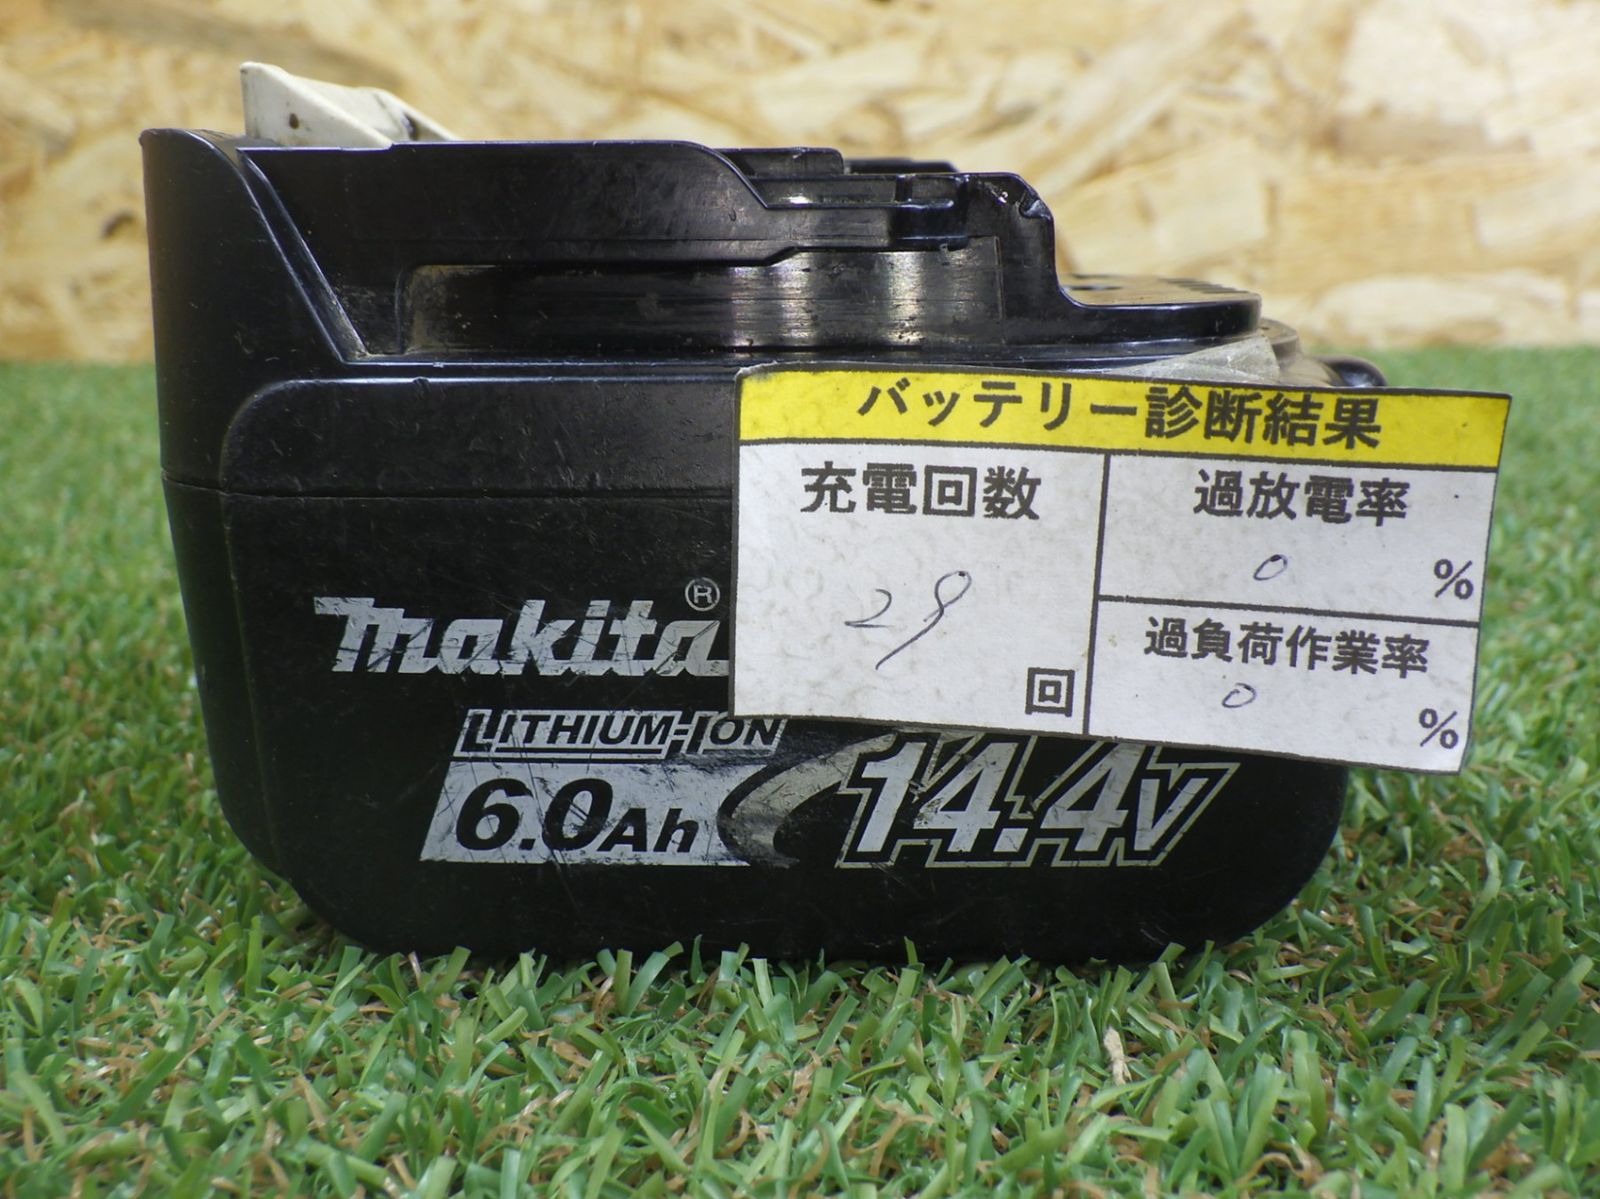 バッテリー診断結果
充電回数
29
回
過放電率
0
%
過負荷作業率
0
%
makita®
LITHIUM-ION
6.0Ah
14.4V